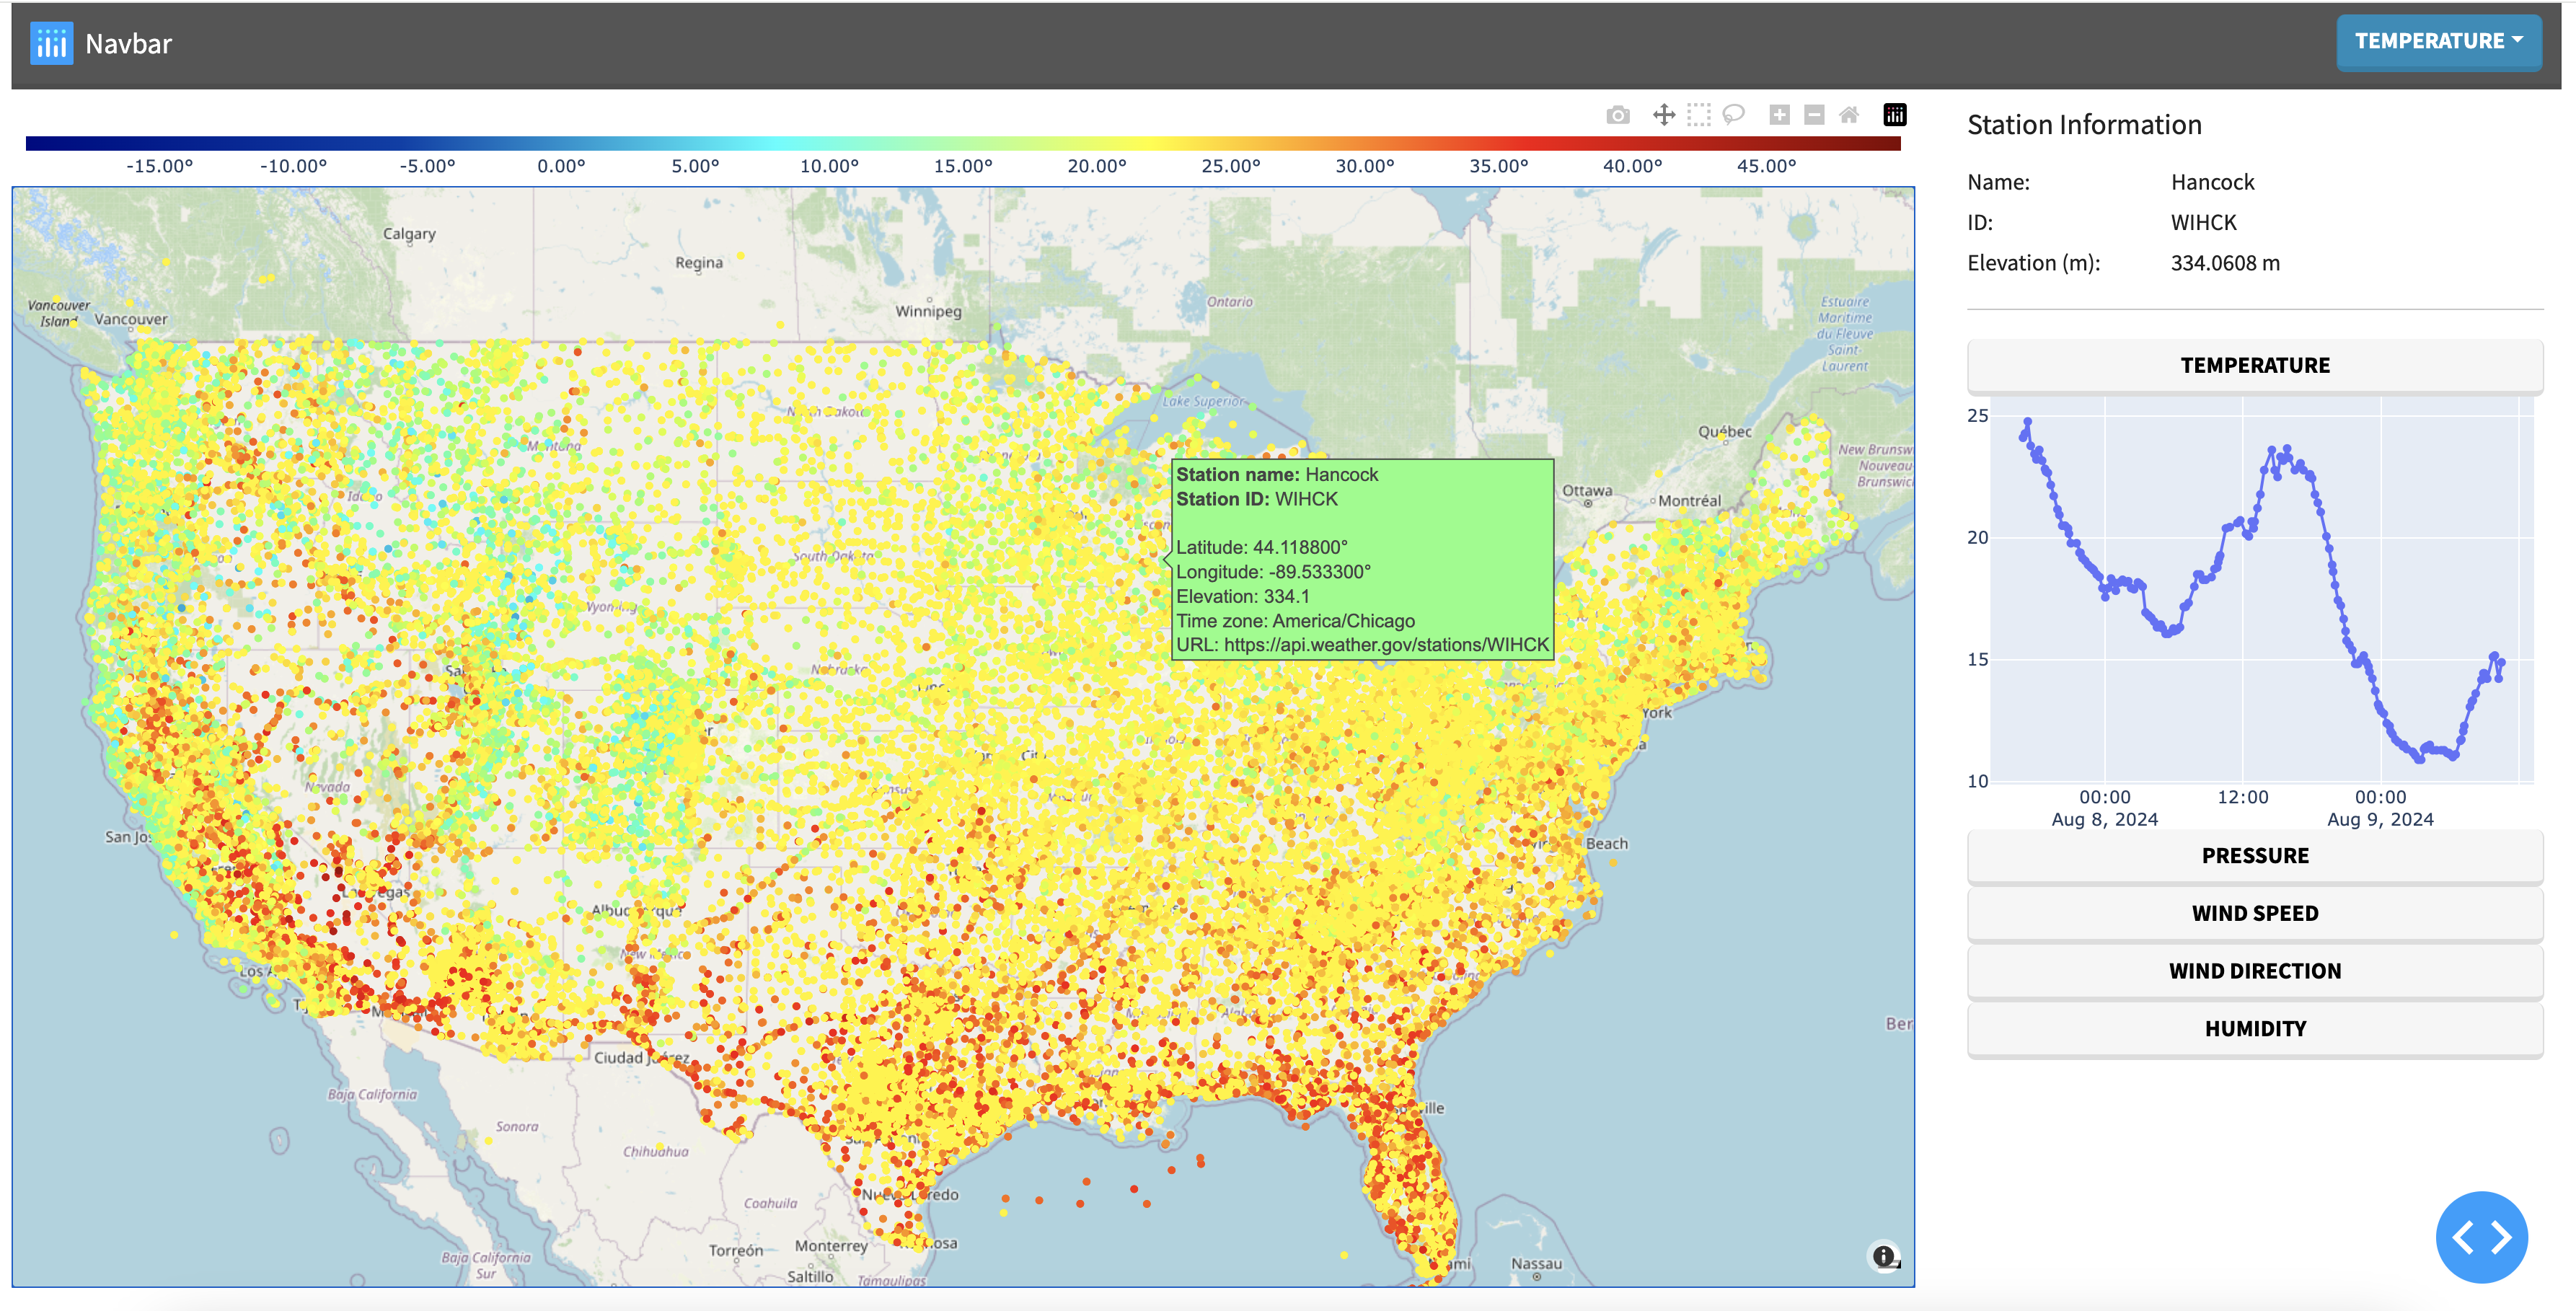 Navbar
TEMPERATURE
-15.00° -10.00° -5.00° 0.00° 5.00° 10.00° 15.00° 20.00° 25.00° 30.00° 35.00° 40.00° 45.00°
Calgary
Regina
Winnipeg
Vancouver
Island
Vancouver
Ontario
Estuaire
Maritime
du Fleuve
Saint-
Laurent
Lake Superior
Québec
New Brunsw
Nouveau
Brunswic
Ottawa
Montréal
North Dakota
Montana
Idaho
South Dakota
Wyoming
Nebraska
Nevada
York
San Jos
Beach
Albuquerque
New Mexico
Los A
Ciudad Juárez
Ber
Baja California
Sonora
Chihuahua
Coahuila
Nuevo Laredo
Torreón
Monterrey
Saltillo
Tamaulipas
Baja California
Sur
Nassau
Station name: Hancock
Station ID: WIHCK
Latitude: 44.118800°
Longitude: -89.533300°
Elevation: 334.1
Time zone: America/Chicago
URL: https://api.weather.gov/stations/WIHCK
Station Information
Name: Hancock
ID: WIHCK
Elevation (m): 334.0608 m
TEMPERATURE
25
20
15
10
00:00 12:00 00:00
Aug 8, 2024 Aug 9, 2024
PRESSURE
WIND SPEED
WIND DIRECTION
HUMIDITY